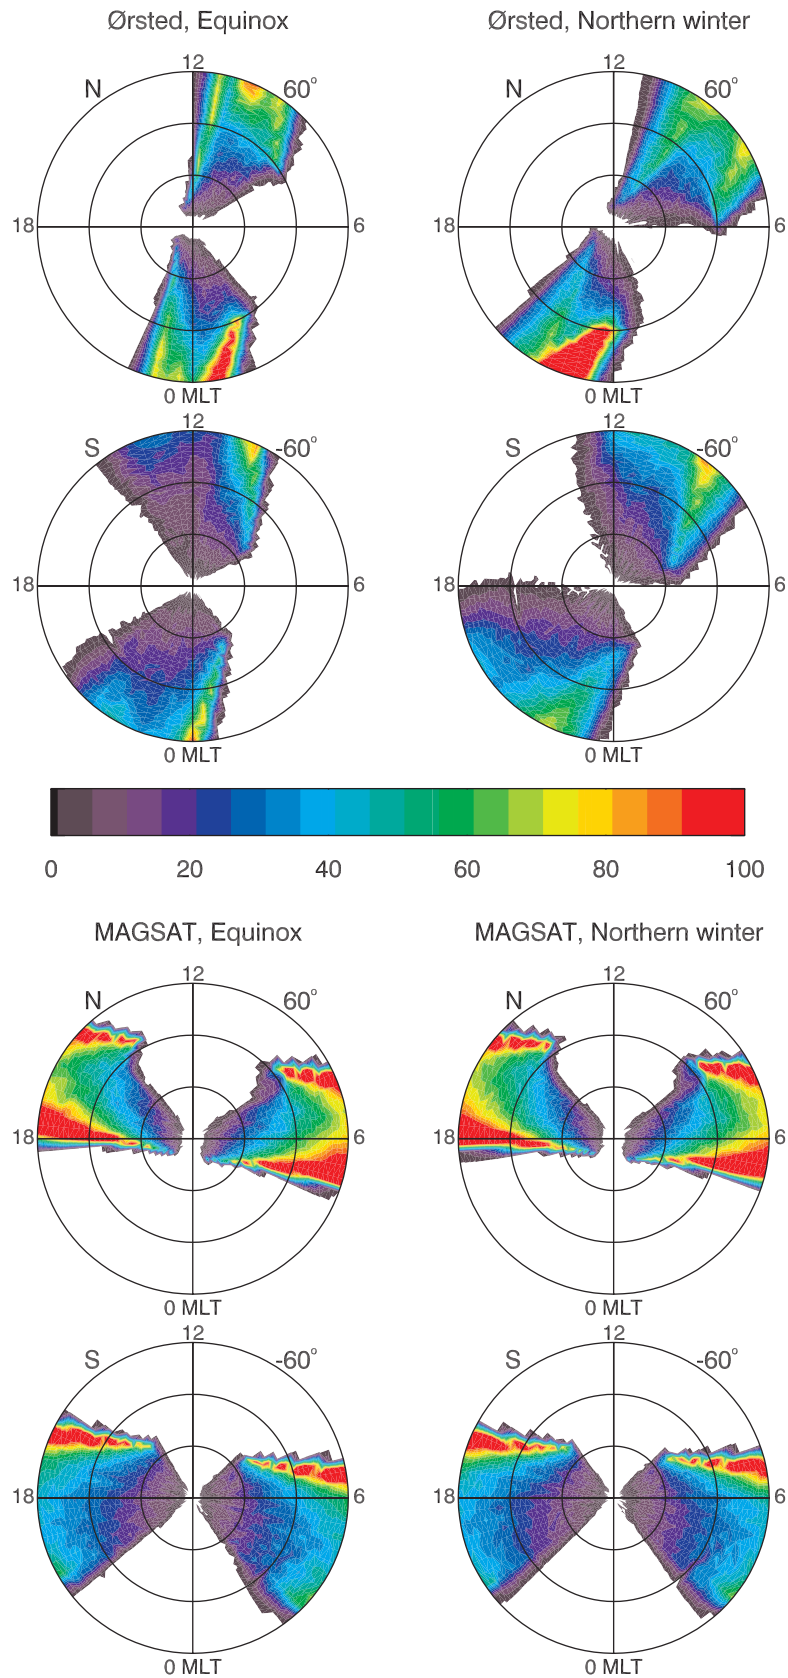 Ørsted, Equinox Ørsted, Northern winter
12 12
N 60° N 60°
18 6 18 6
0 MLT 0 MLT
12 12
S -60° S -60°
18 6 18 6
0 MLT 0 MLT
0 20 40 60 80 100
MAGSAT, Equinox MAGSAT, Northern winter
12 12
N 60° N 60°
18 6 18 6
0 MLT 0 MLT
12 12
S -60° S -60°
18 6 18 6
0 MLT 0 MLT